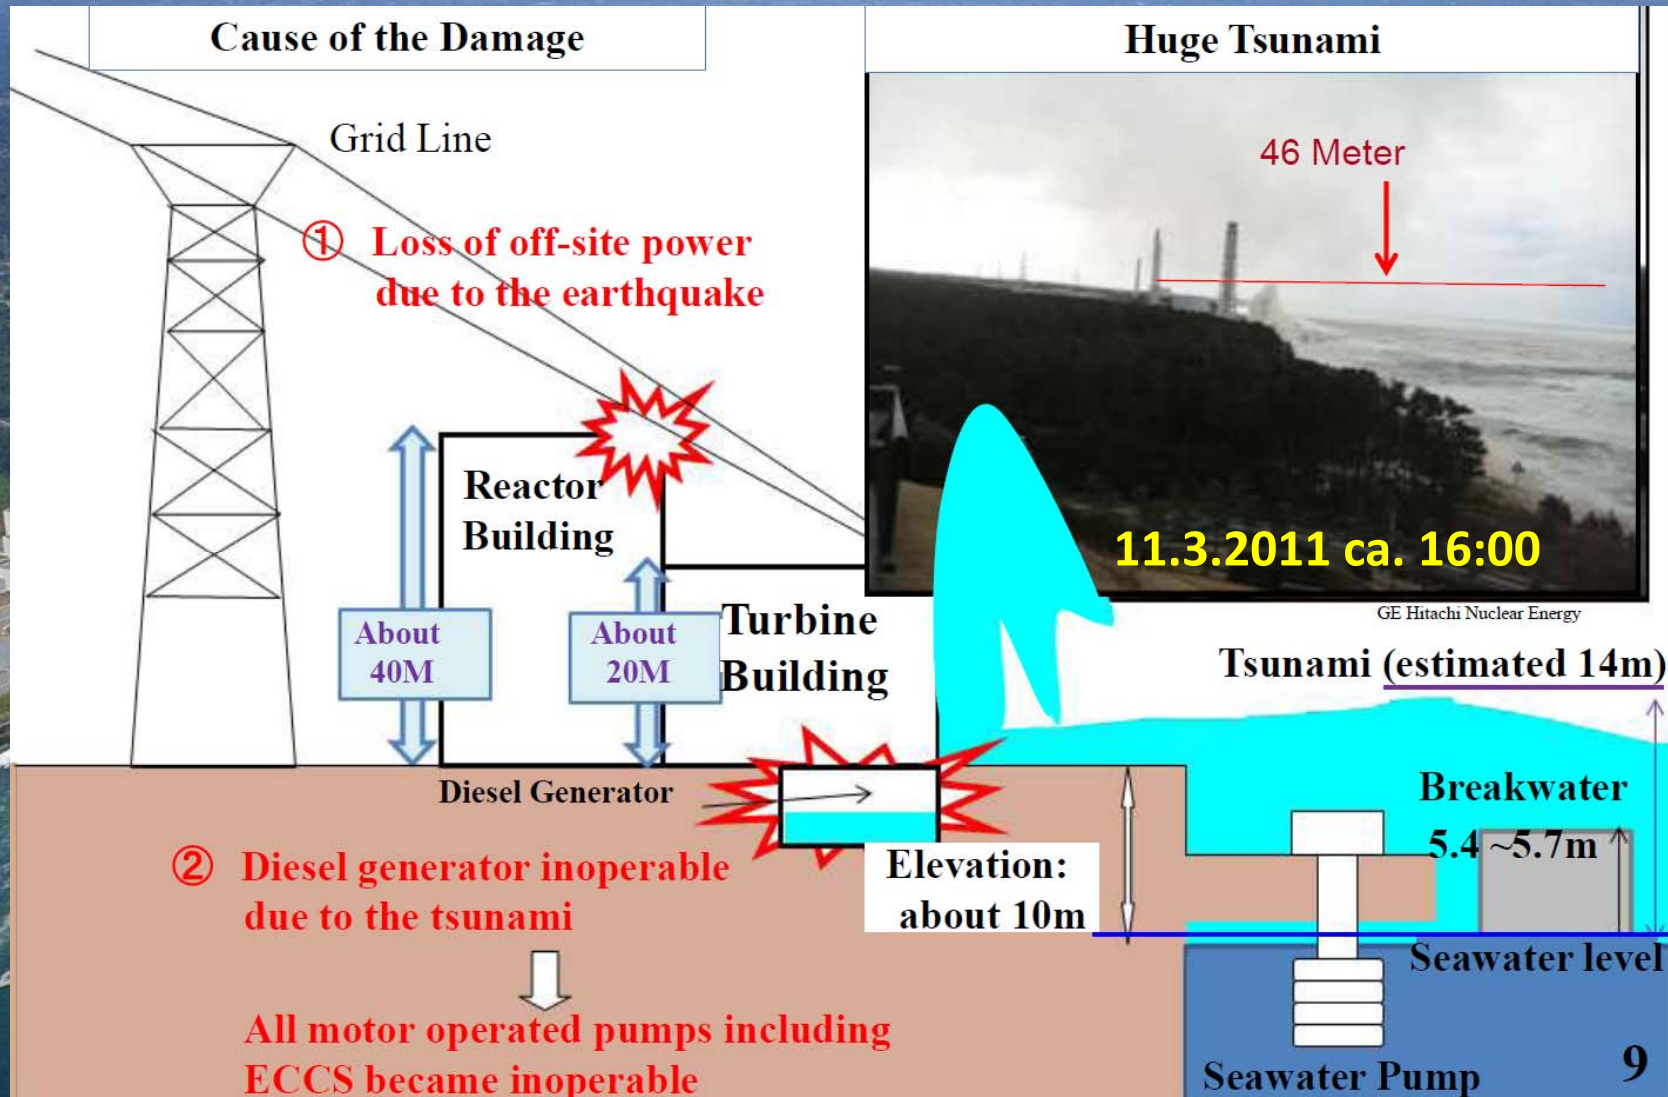 Cause of the Damage
Huge Tsunami
Grid Line
46 Meter
① Loss of off-site power
due to the earthquake
Reactor
Building
11.3.2011 ca. 16:00
GE Hitachi Nuclear Energy
About
40M
About
20M
Turbine
Building
Tsunami (estimated 14m)
Diesel Generator
Breakwater
5.4 ~5.7m
② Diesel generator inoperable
due to the tsunami
Elevation:
about 10m
Seawater level
All motor operated pumps including
ECCS became inoperable
Seawater Pump
9